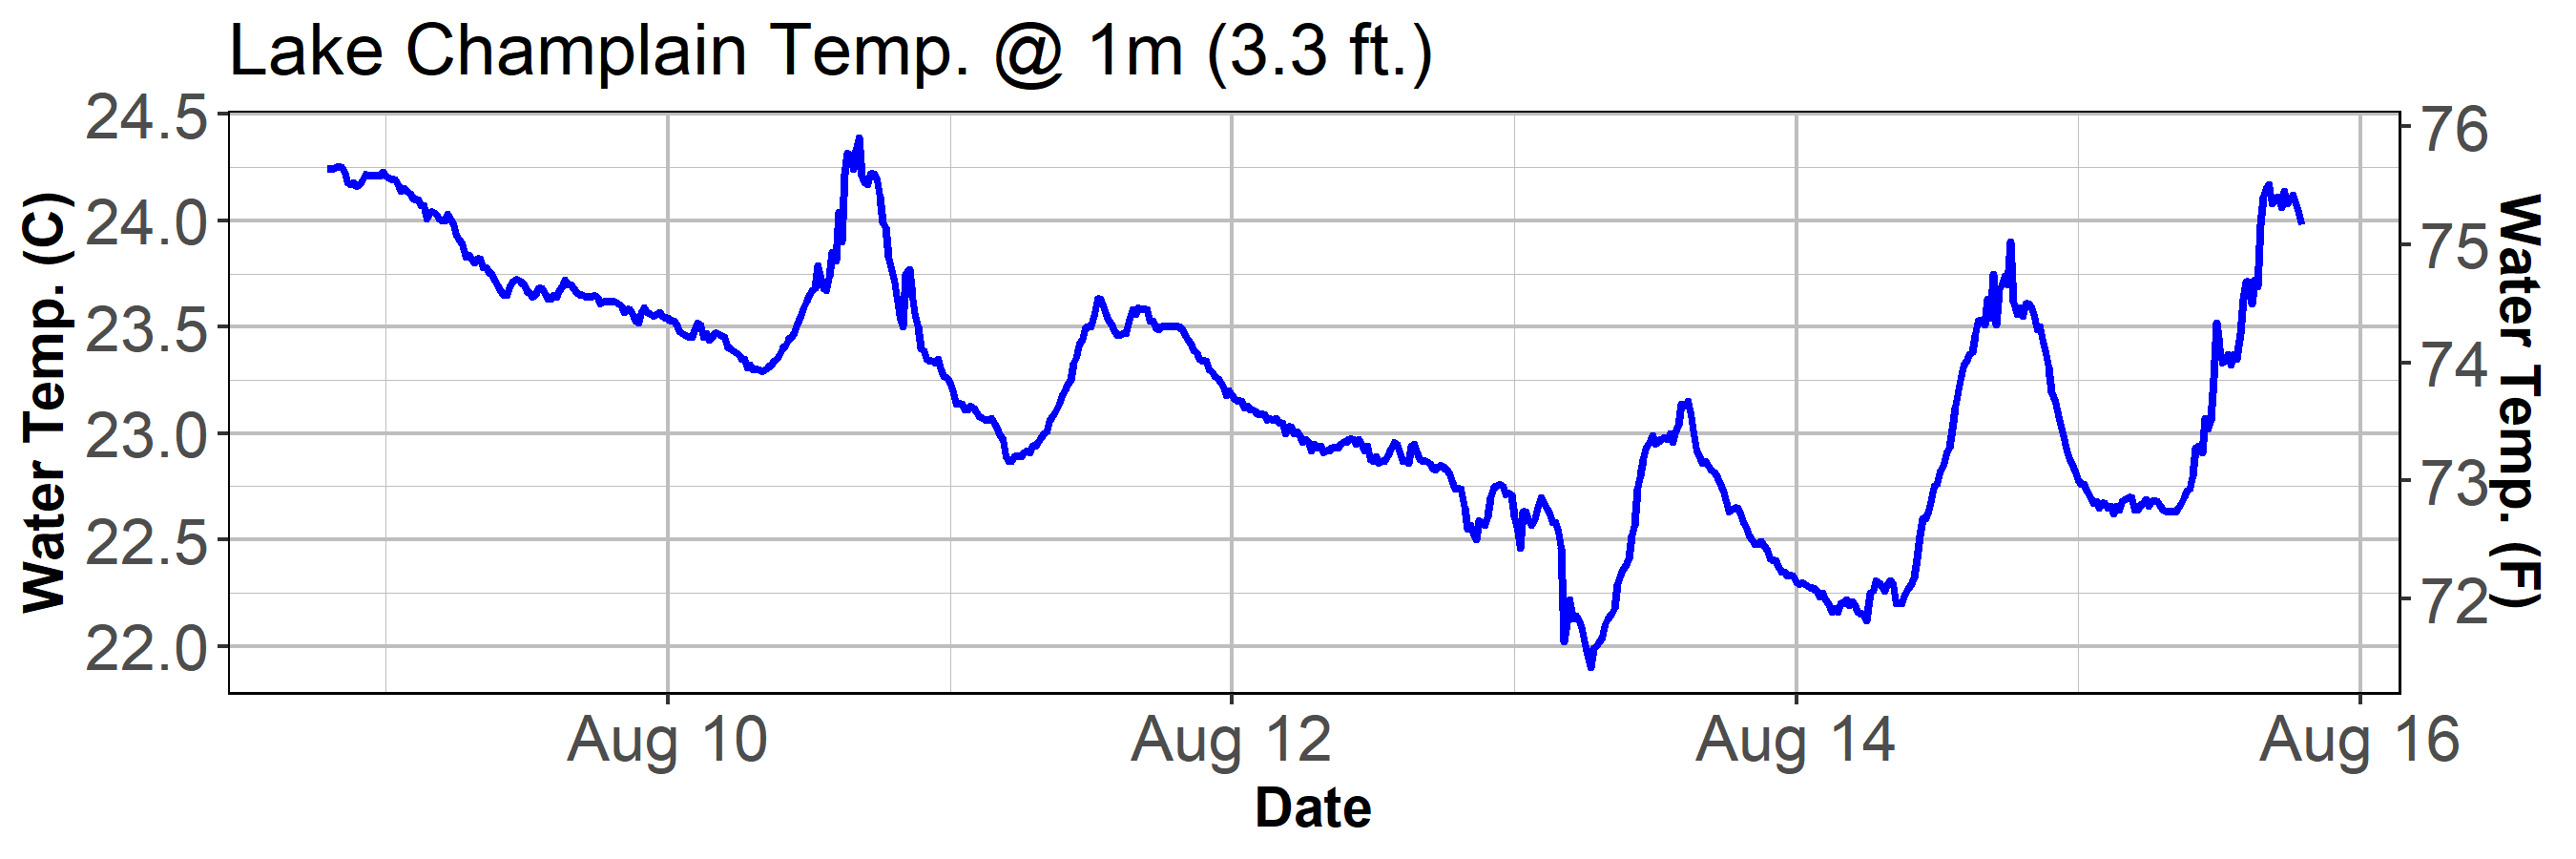 Lake Champlain Temp. @ 1m (3.3 ft.)
Water Temp. (C)
24.5
24.0
23.5
23.0
22.5
22.0
76
75
74
73
72
Water Temp. (F)
Aug 10 Aug 12 Aug 14 Aug 16
Date